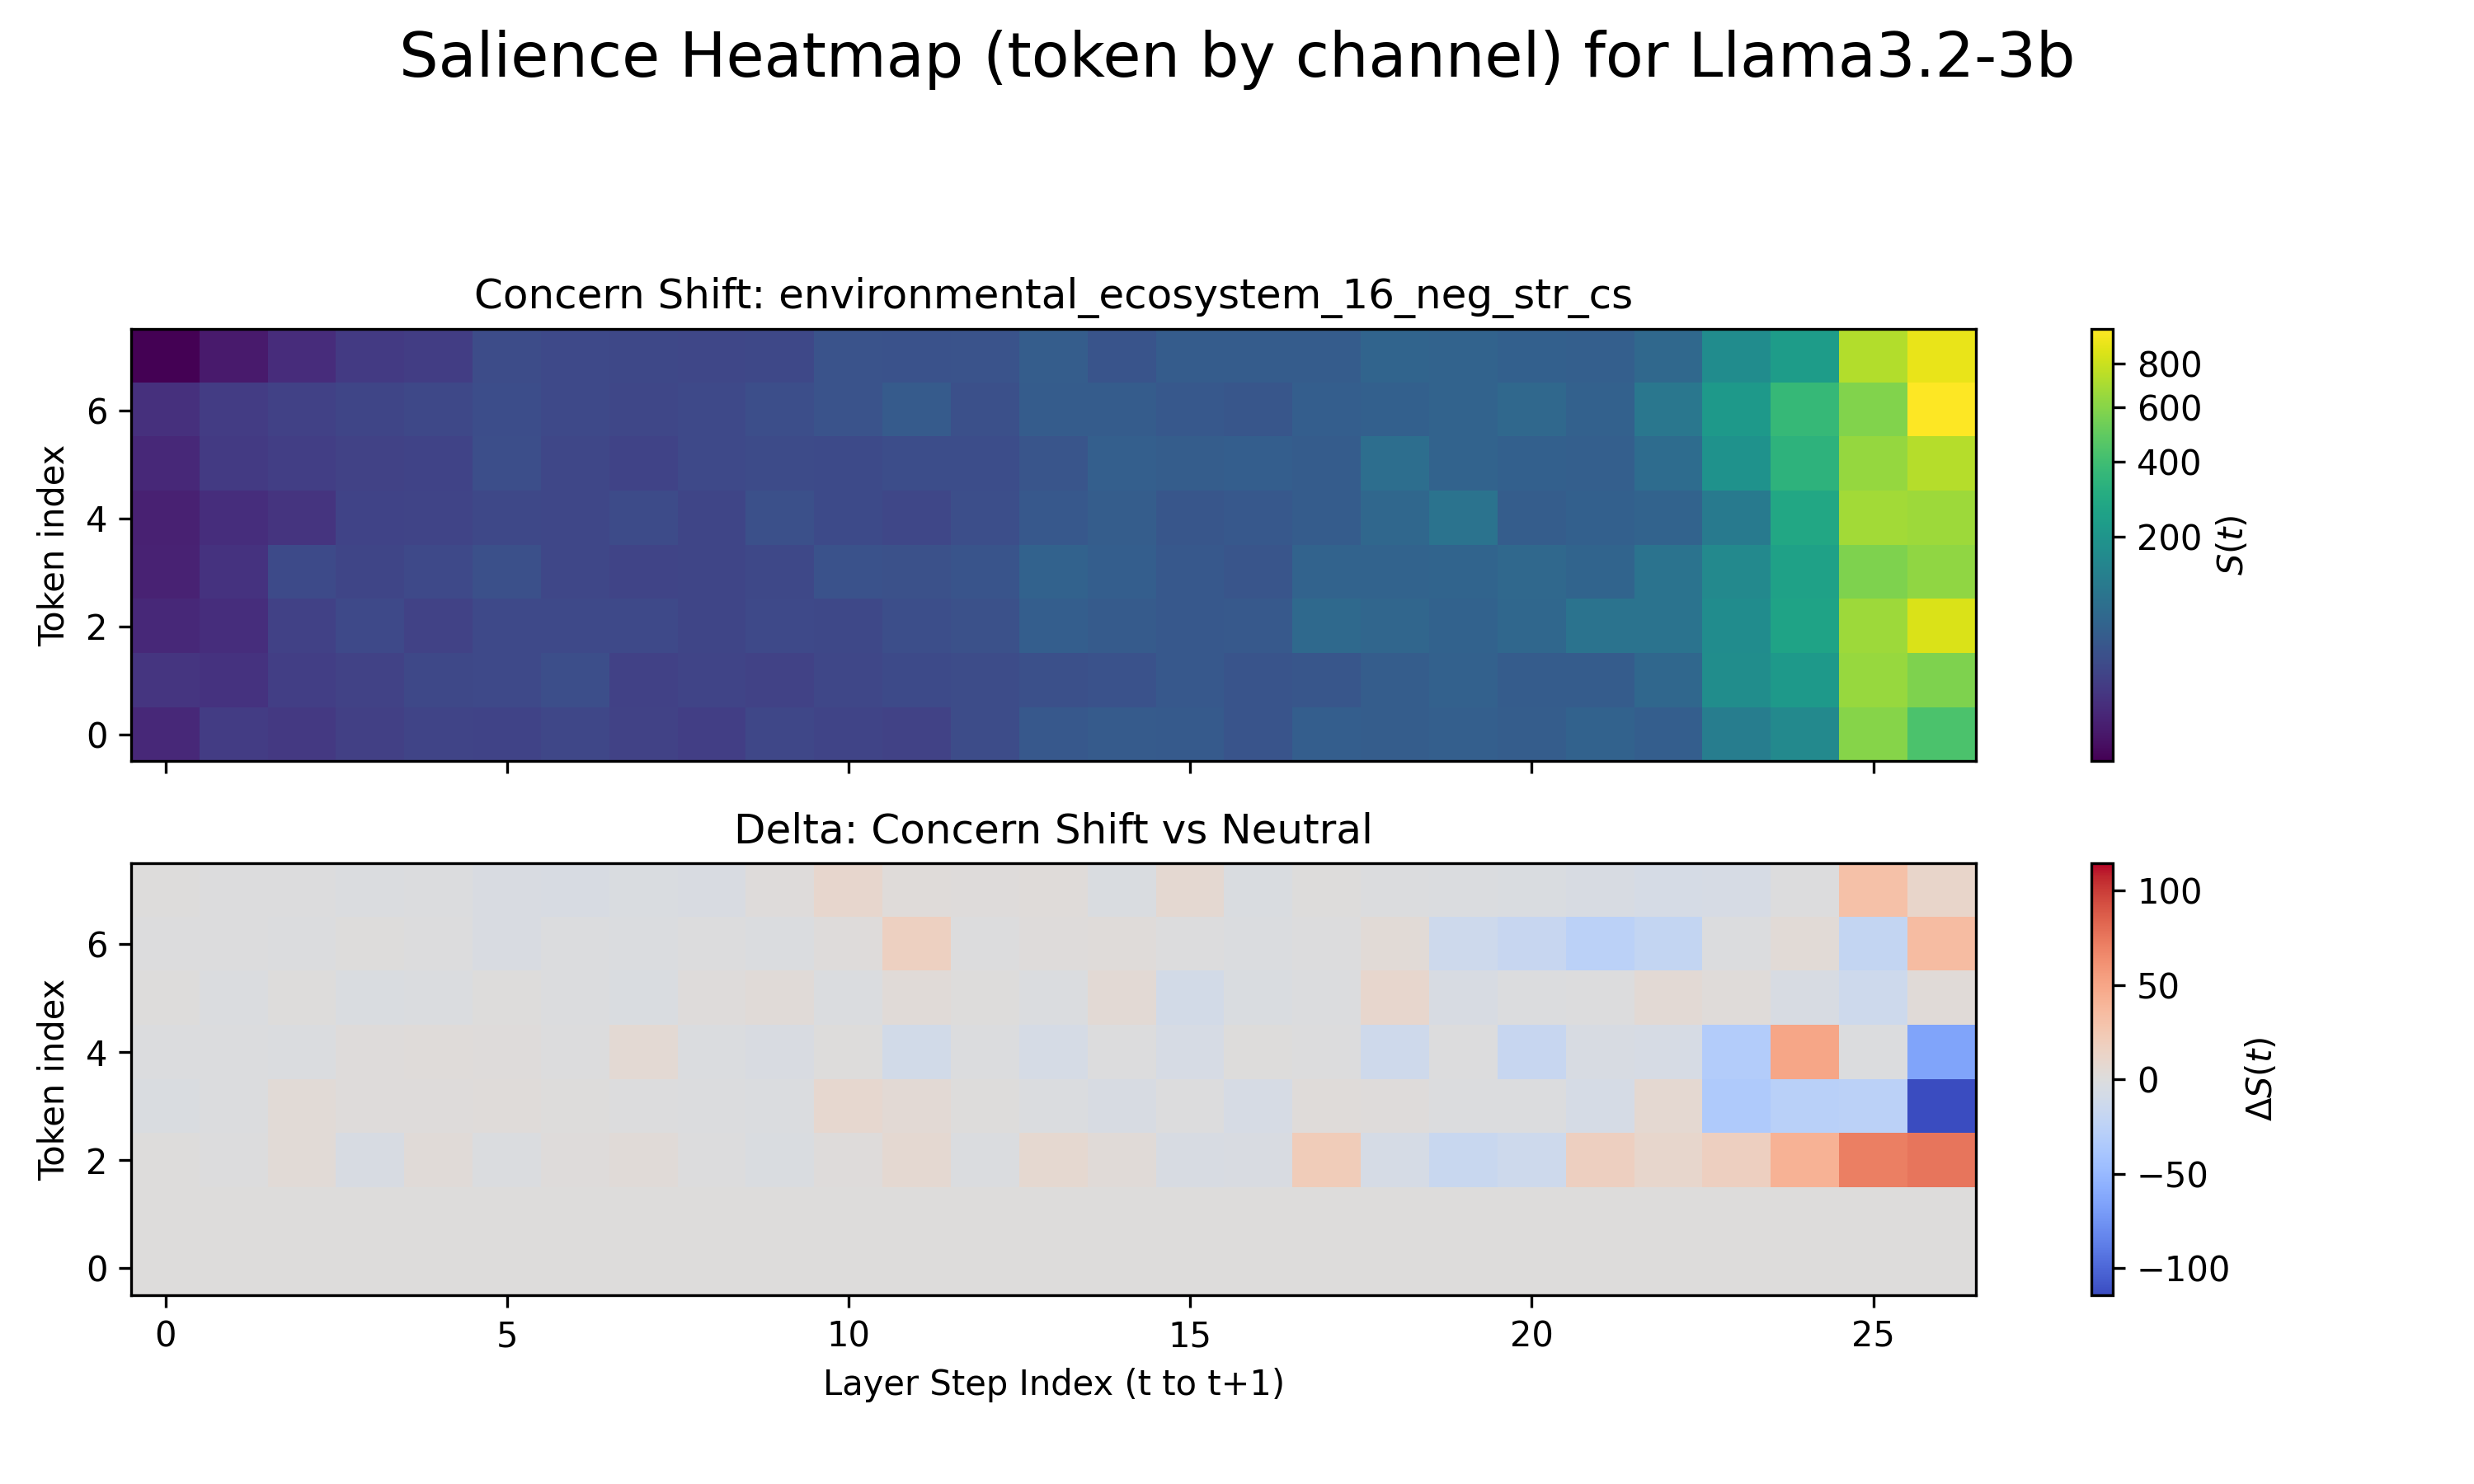 Salience Heatmap (token by channel) for Llama3.2-3b
Concern Shift: environmental_ecosystem_16_neg_str_cs
Token index
6
4
2
0
800
600
400
200
S(t)
Delta: Concern Shift vs Neutral
Token index
6
4
2
0
0
5
10
15
20
25
Layer Step Index (t to t+1)
100
50
0
−50
−100
ΔS(t)